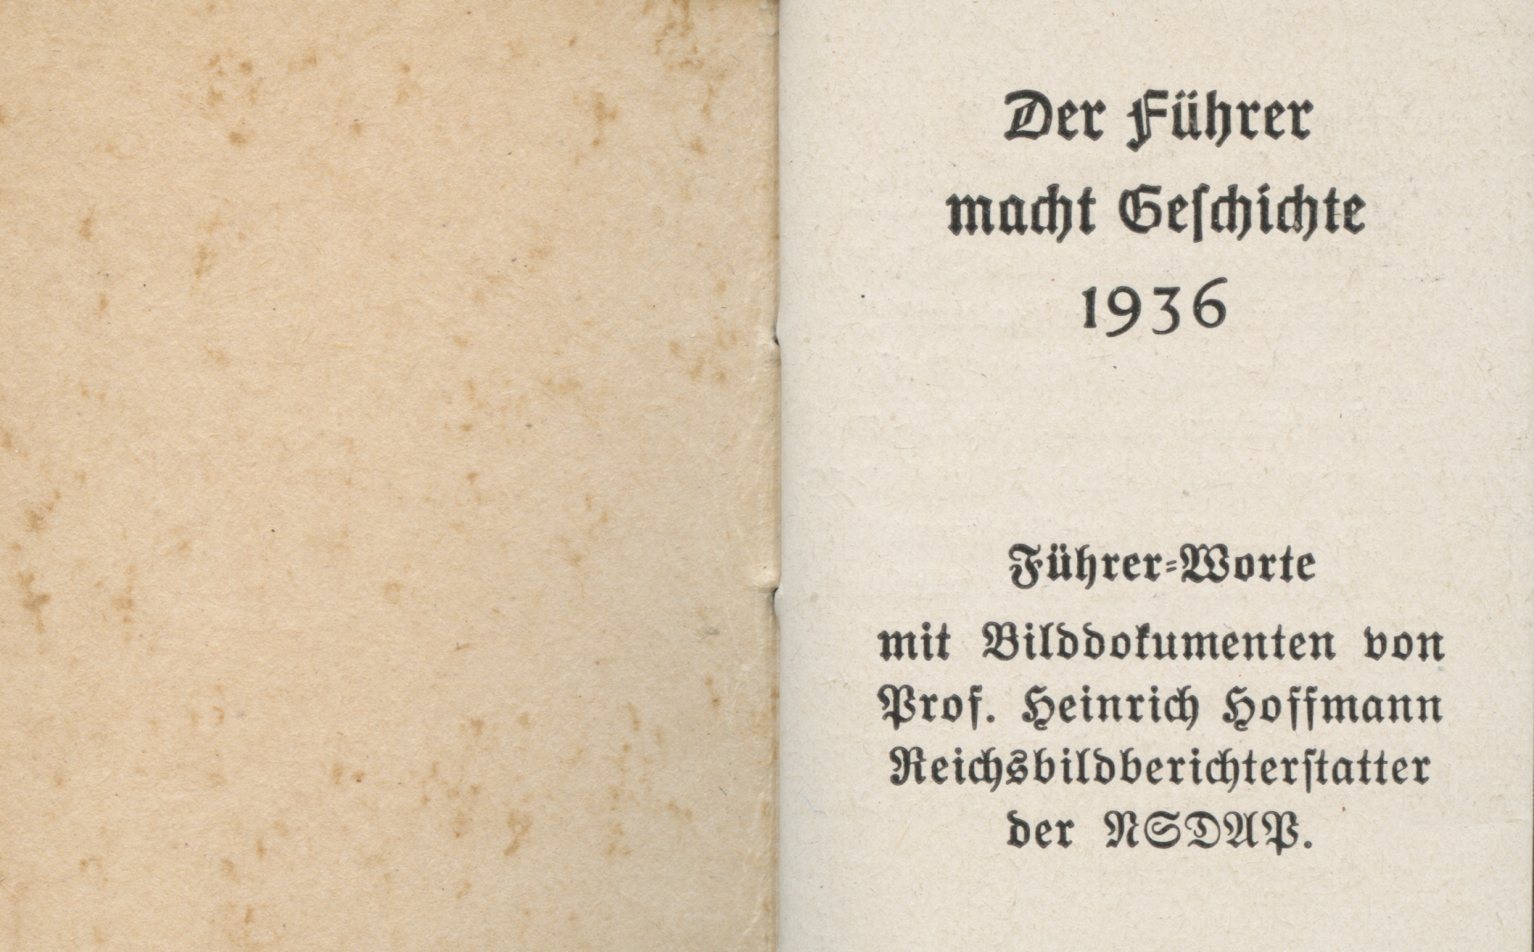 Der Führer
macht Geſchichte
1936
Führer-Worte
mit Bilddokumenten von
Prof. Heinrich Hoffmann
Reichsbildberichterſtatter
der NSDAP.